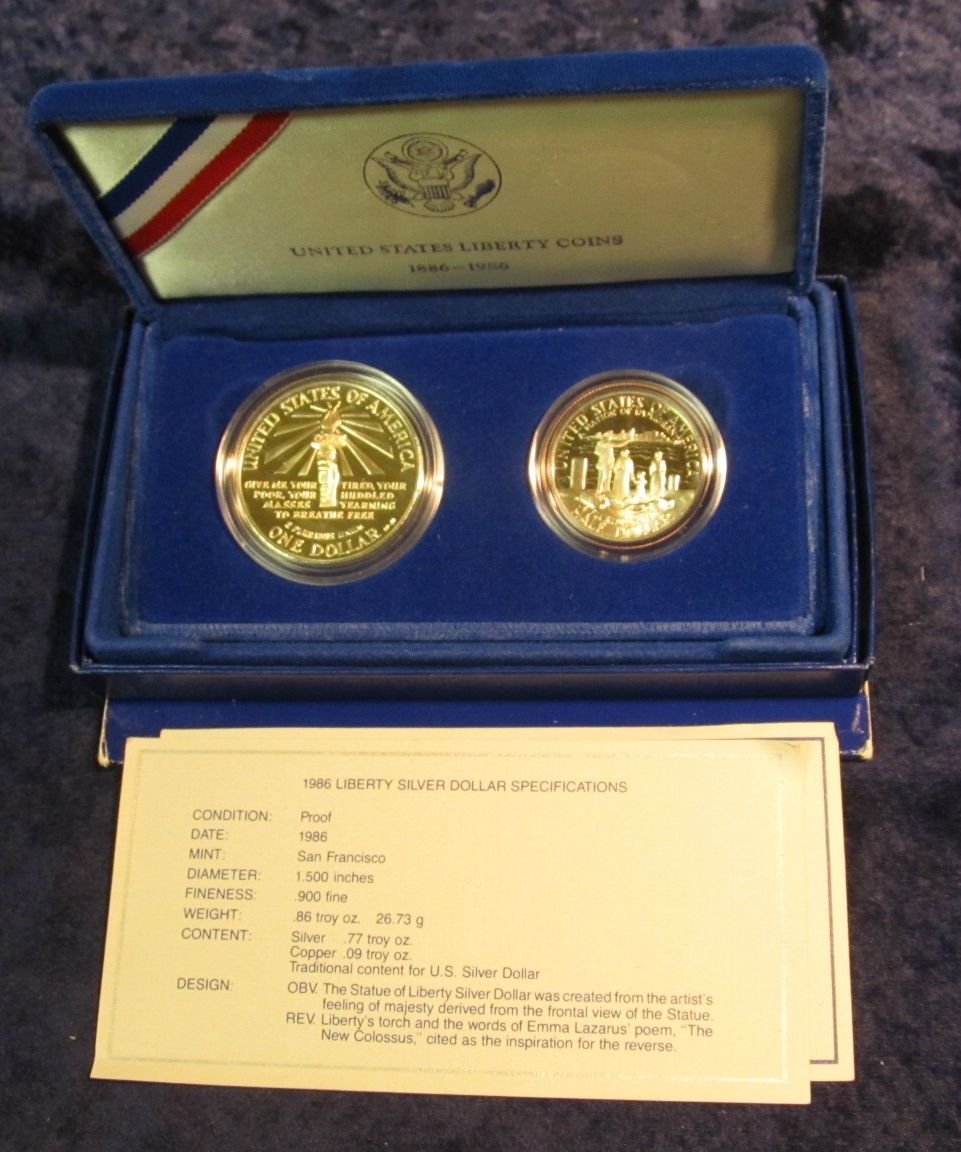 UNITED STATES LIBERTY COINS
1886–1986
UNITED STATES OF AMERICA
GIVE ME YOUR TIRED, YOUR
POOR, YOUR HUDDLED
MASSES YEARNING
TO BREATHE FREE
E PLURIBUS UNUM
ONE DOLLAR
UNITED STATES OF AMERICA
HALF DOLLAR
1986 LIBERTY SILVER DOLLAR SPECIFICATIONS
CONDITION: Proof
DATE: 1986
MINT: San Francisco
DIAMETER: 1.500 inches
FINENESS: .900 fine
WEIGHT: .86 troy oz. 26.73 g
CONTENT: Silver .77 troy oz.
Copper .09 troy oz.
Traditional content for U.S. Silver Dollar
DESIGN: OBV. The Statue of Liberty Silver Dollar was created from the artist's
feeling of majesty derived from the frontal view of the Statue.
REV. Liberty's torch and the words of Emma Lazarus' poem, "The
New Colossus," cited as the inspiration for the reverse.